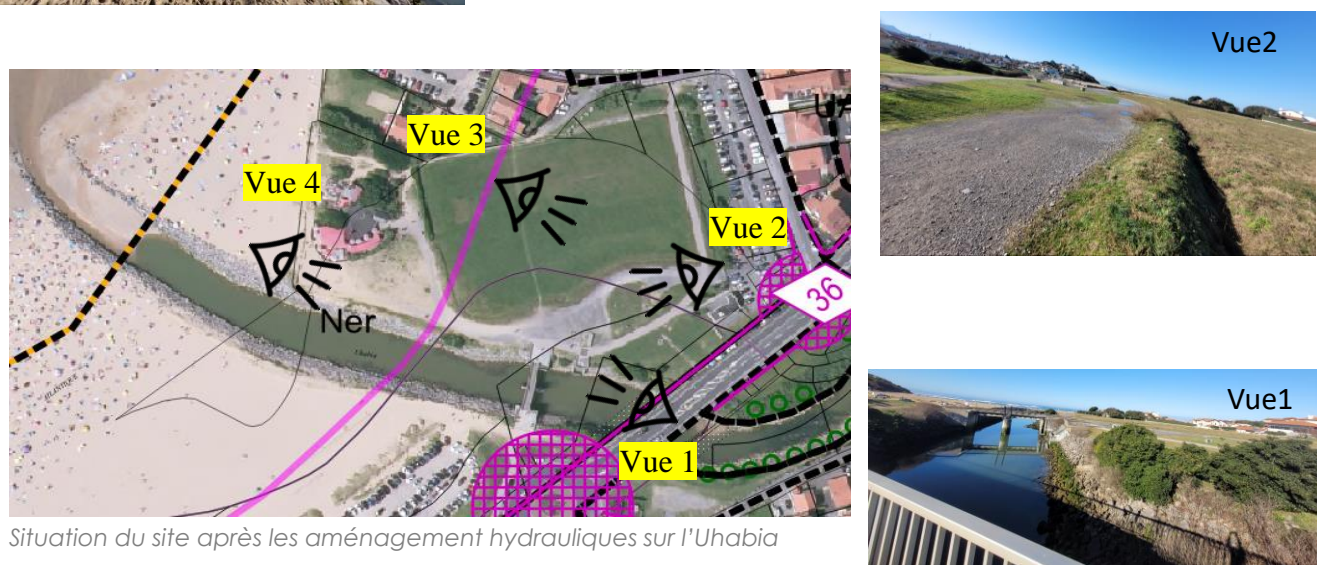 Vue2
Vue 3
Vue 4
Vue 2
36
Ner
Uhabia
Vue1
Vue 1
Situation du site après les aménagement hydrauliques sur l'Uhabia